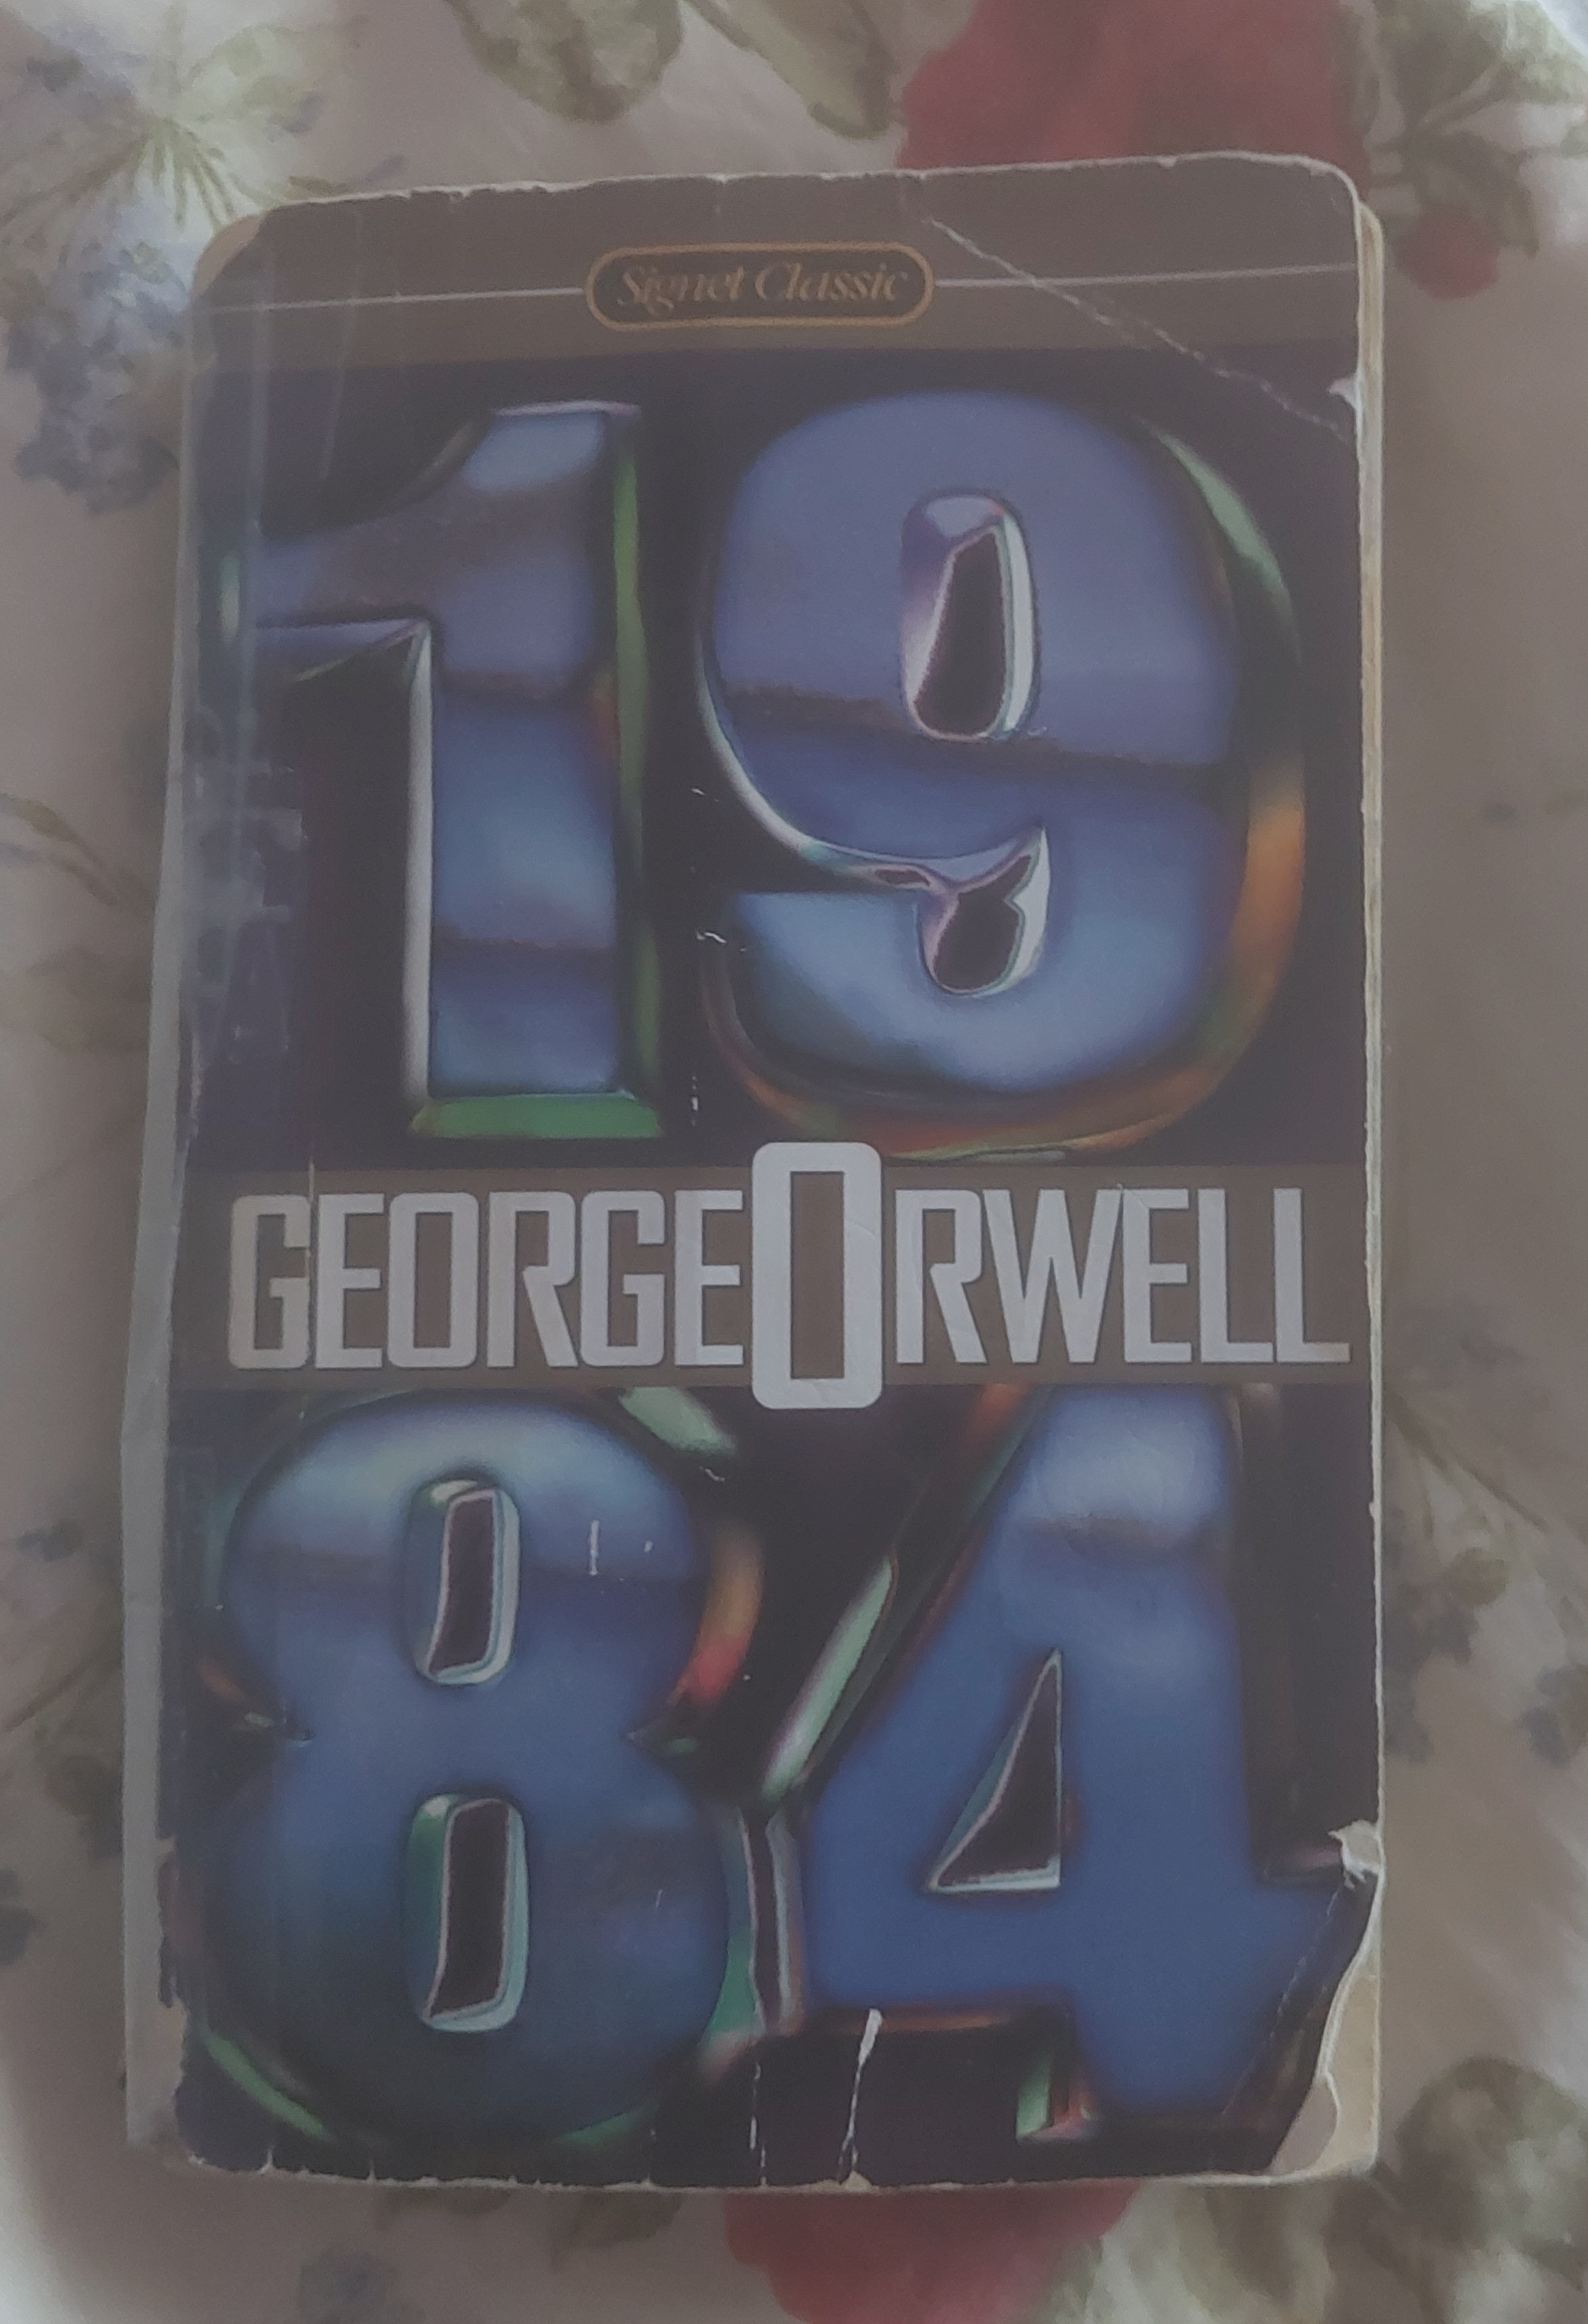 Signet Classic
19
GEORGE ORWELL
84